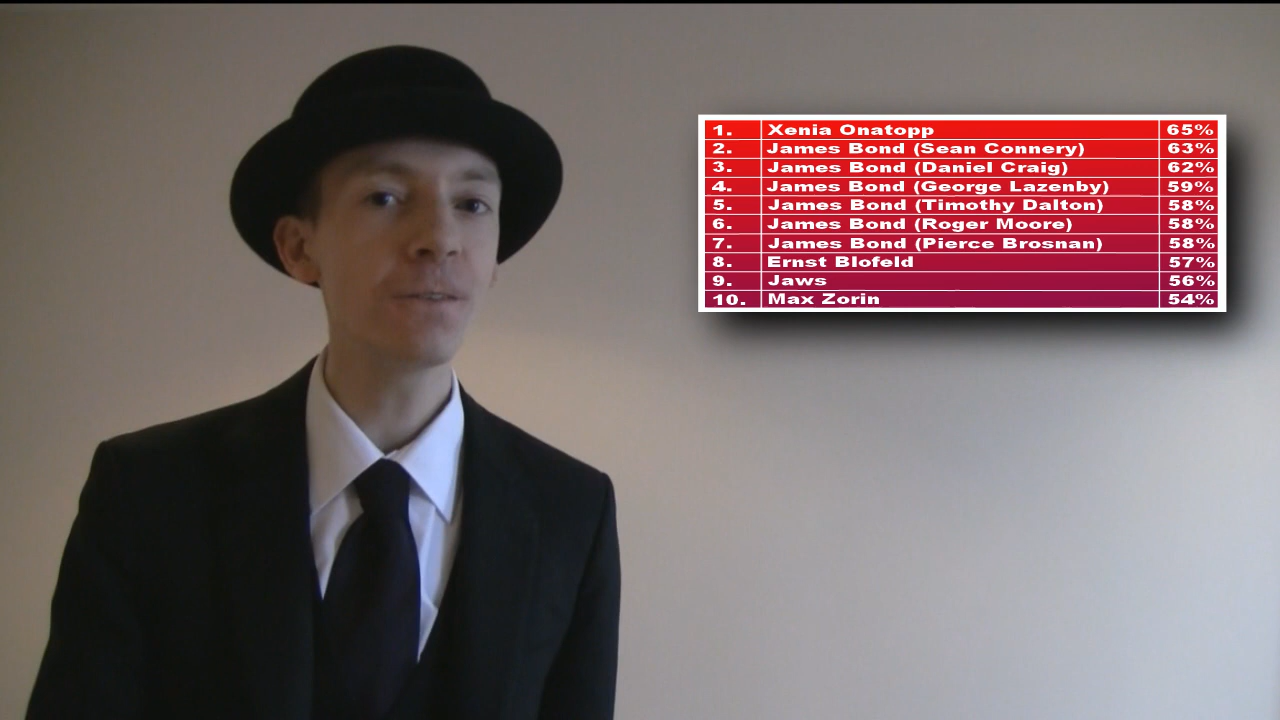 1. Xenia Onatopp 65%
2. James Bond (Sean Connery) 63%
3. James Bond (Daniel Craig) 62%
4. James Bond (George Lazenby) 59%
5. James Bond (Timothy Dalton) 58%
6. James Bond (Roger Moore) 58%
7. James Bond (Pierce Brosnan) 58%
8. Ernst Blofeld 57%
9. Jaws 56%
10. Max Zorin 54%